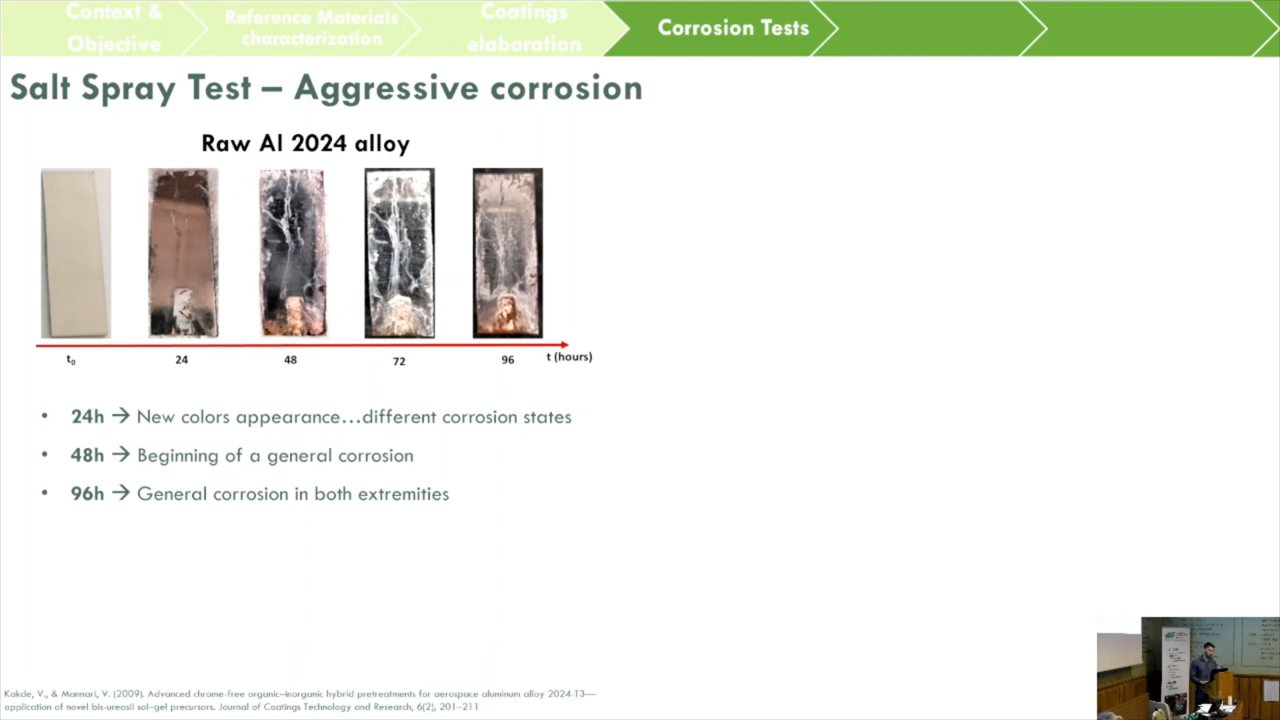 Context &
Objective
Reference Materials
characterization
Coatings
elaboration
Corrosion Tests
Salt Spray Test – Aggressive corrosion
Raw Al 2024 alloy
t0 24 48 72 96 t (hours)
• 24h → New colors appearance...different corrosion states
• 48h → Beginning of a general corrosion
• 96h → General corrosion in both extremities
Kakde, V., & Mannari, V. (2009). Advanced chrome-free organic–inorganic hybrid pretreatments for aerospace aluminum alloy 2024-T3—
application of novel bis-ureasil sol–gel precursors. Journal of Coatings Technology and Research, 6(2), 201–211